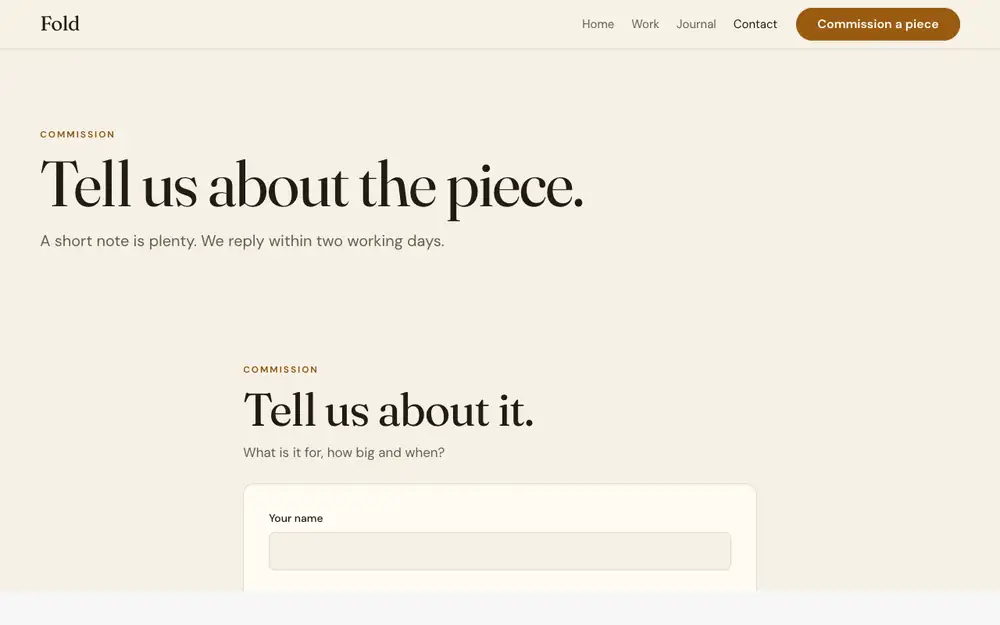 Fold
Home Work Journal Contact Commission a piece
COMMISSION
Tell us about the piece.
A short note is plenty. We reply within two working days.
COMMISSION
Tell us about it.
What is it for, how big and when?
Your name